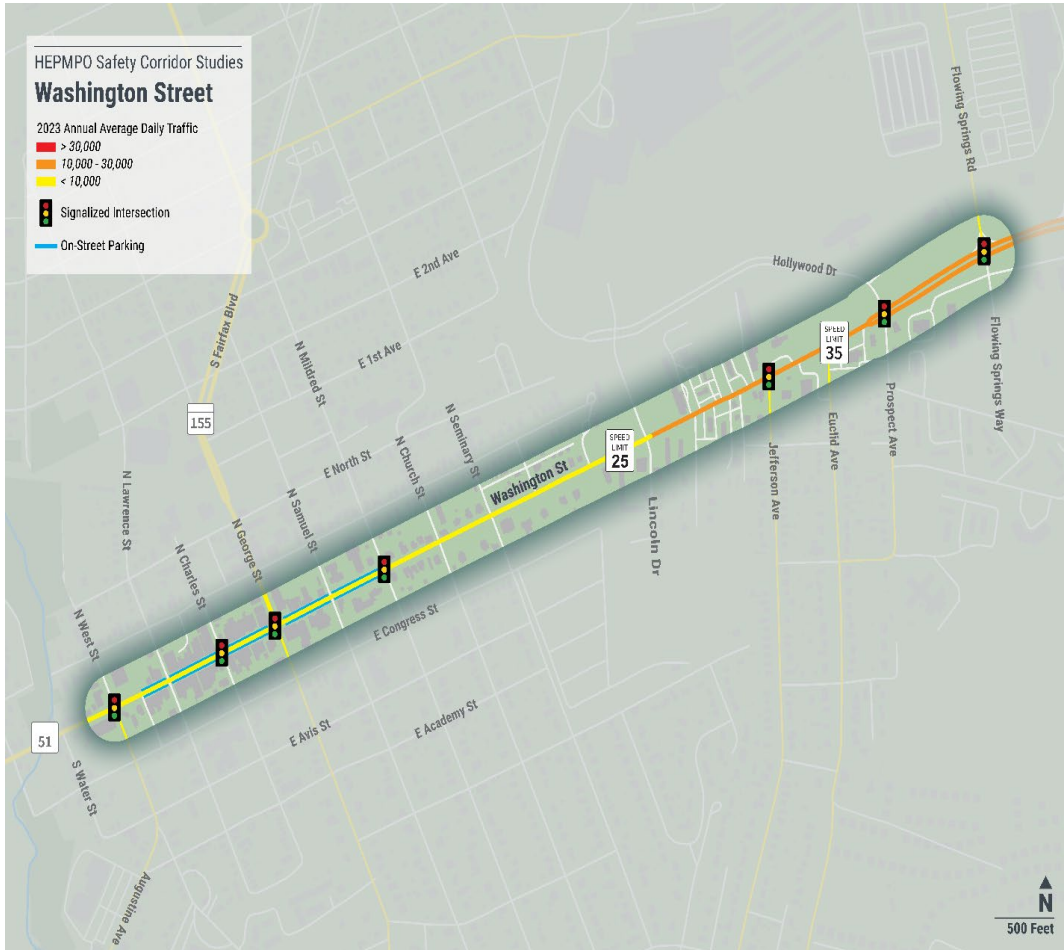 HEPMPO Safety Corridor Studies
Washington Street
2023 Annual Average Daily Traffic
> 30,000
10,000 - 30,000
< 10,000
Signalized Intersection
On-Street Parking
Flowing Springs Rd
E 2nd Ave
Hollywood Dr
S Fairfax Blvd
N Mildred St
E 1st Ave
SPEED
LIMIT
35
155
Flowing Springs Way
Prospect Ave
Euclid Ave
Jefferson Ave
N Seminary St
N Church St
E North St
SPEED
LIMIT
25
Washington St
N Lawrence St
N Samuel St
N George St
Lincoln Dr
N Charles St
E Congress St
N West St
51
E Avis St
E Academy St
S Water St
Augustine Ave
N
500 Feet